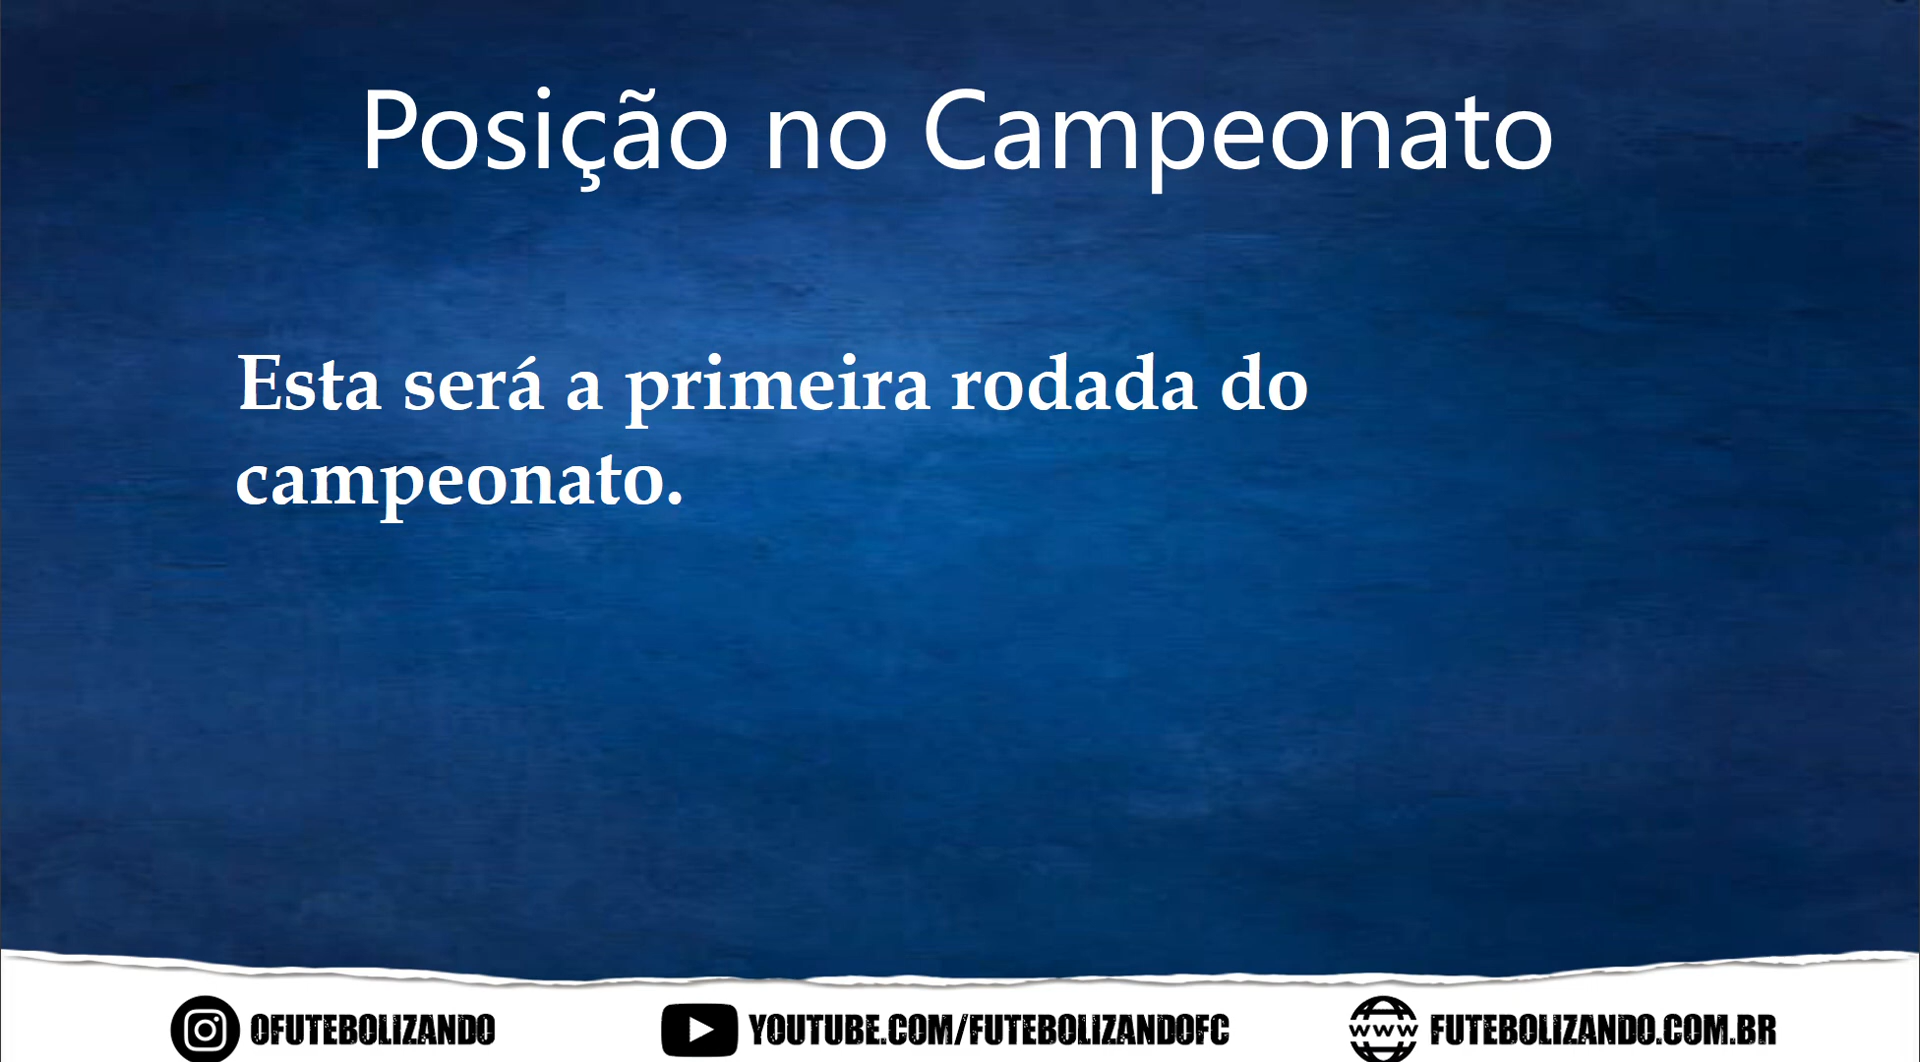 Posição no Campeonato
Esta será a primeira rodada do
campeonato.
OFUTEBOLIZANDO
YOUTUBE.COM/FUTEBOLIZANDOFC
WWW
FUTEBOLIZANDO.COM.BR